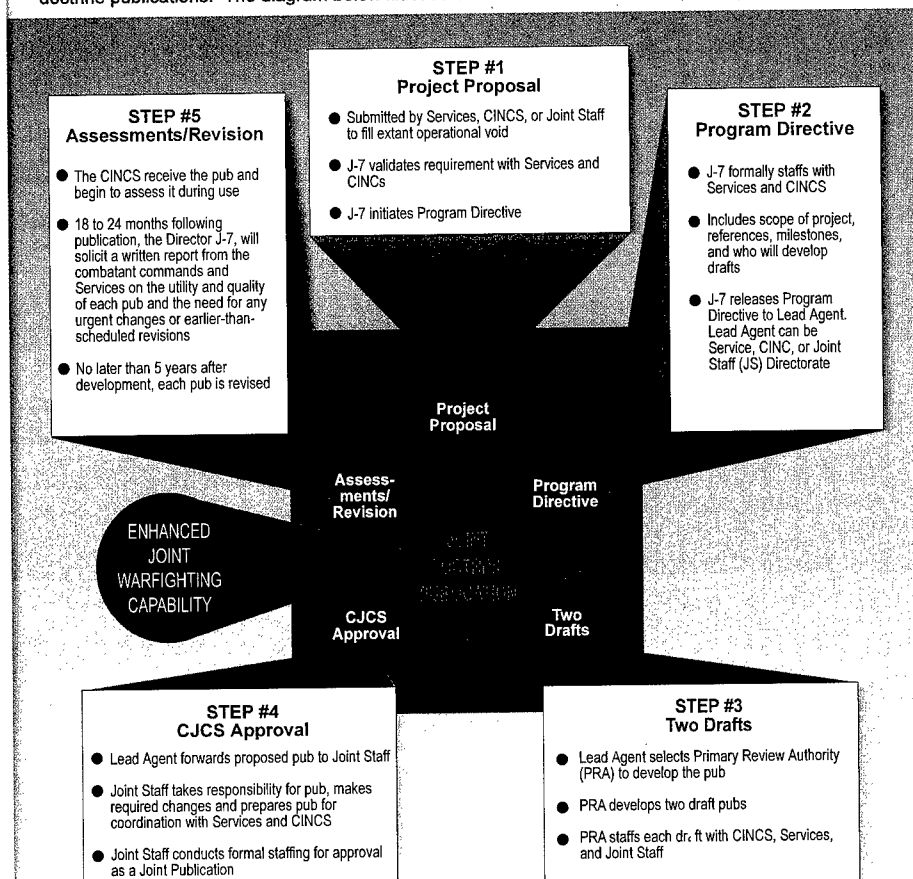 STEP #1
Project Proposal
● Submitted by Services, CINCS, or Joint Staff
to fill extant operational void
● J-7 validates requirement with Services and
CINCs
● J-7 initiates Program Directive
STEP #2
Program Directive
● J-7 formally staffs with
Services and CINCS
● Includes scope of project,
references, milestones,
and who will develop
drafts
● J-7 releases Program
Directive to Lead Agent.
Lead Agent can be
Service, CINC, or Joint
Staff (JS) Directorate
STEP #5
Assessments/Revision
● The CINCS receive the pub and
begin to assess it during use
● 18 to 24 months following
publication, the Director J-7, will
solicit a written report from the
combatant commands and
Services on the utility and quality
of each pub and the need for any
urgent changes or earlier-than-
scheduled revisions
● No later than 5 years after
development, each pub is revised
Project
Proposal
Assess-
ments/
Revision
Program
Directive
ENHANCED
JOINT
WARFIGHTING
CAPABILITY
JOINT
DOCTRINE
PUBLICATION
CJCS
Approval
Two
Drafts
STEP #4
CJCS Approval
● Lead Agent forwards proposed pub to Joint Staff
● Joint Staff takes responsibility for pub, makes
required changes and prepares pub for
coordination with Services and CINCS
● Joint Staff conducts formal staffing for approval
as a Joint Publication
STEP #3
Two Drafts
● Lead Agent selects Primary Review Authority
(PRA) to develop the pub
● PRA develops two draft pubs
● PRA staffs each draft with CINCS, Services,
and Joint Staff